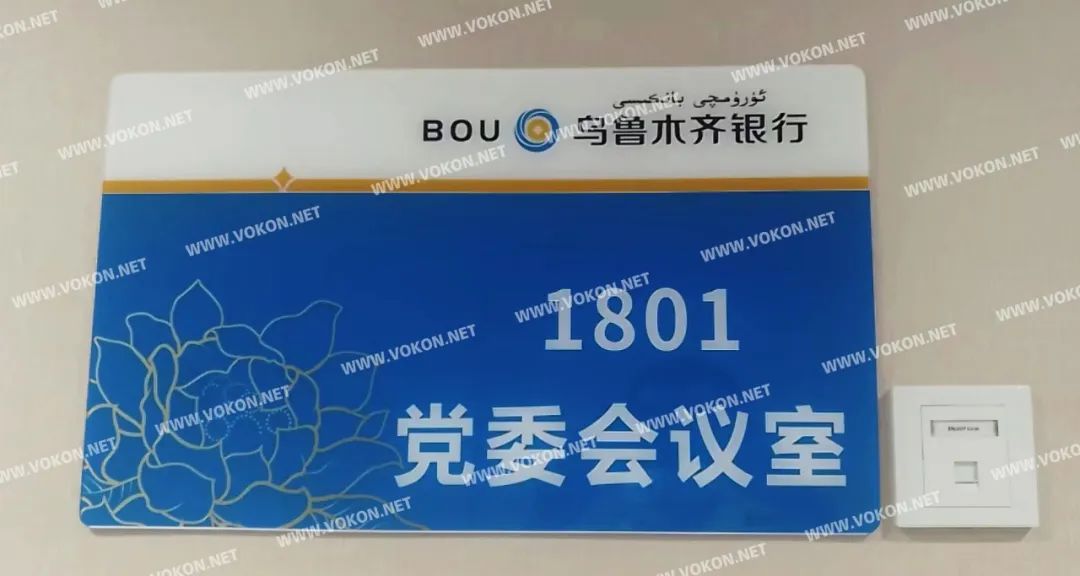 ئۈرۈمچى بانكىسى
BOU 乌鲁木齐银行
1801
党委会议室
WWW.VOKON.NET